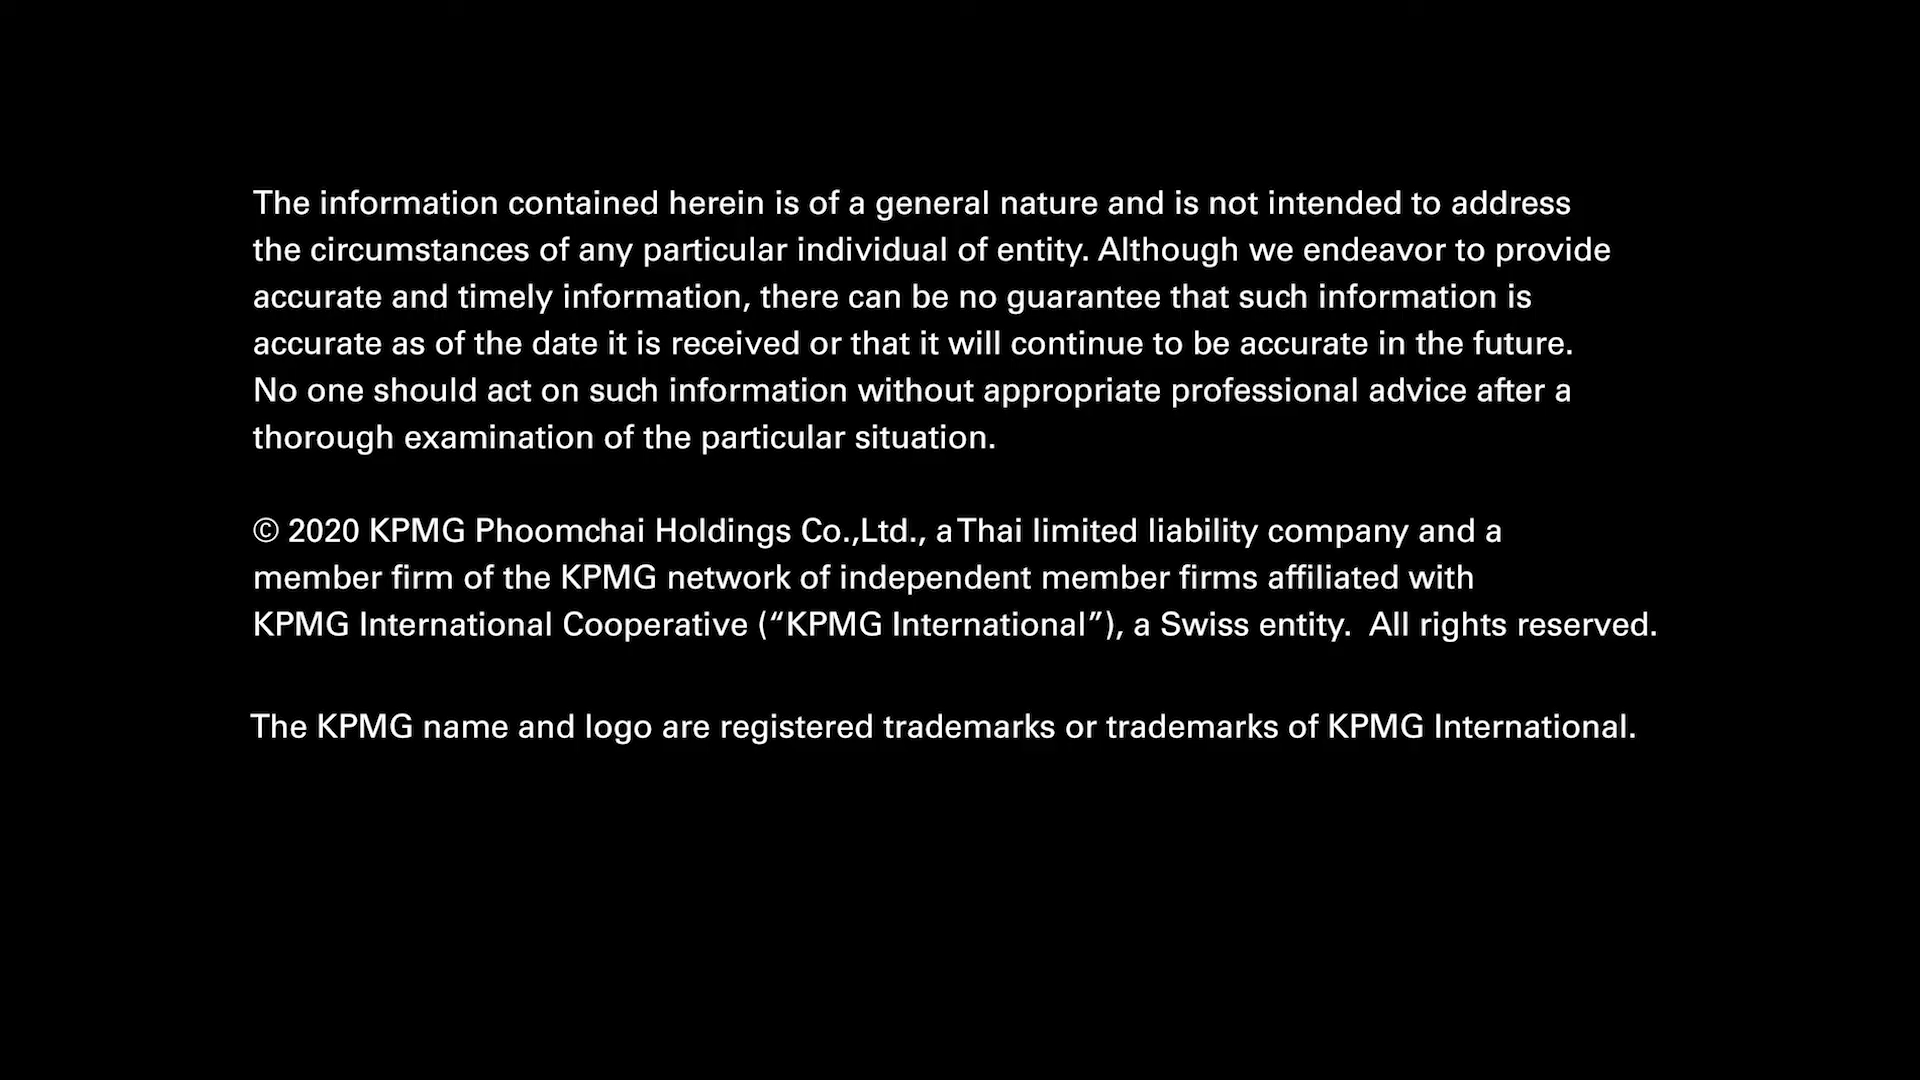 The information contained herein is of a general nature and is not intended to address
the circumstances of any particular individual of entity. Although we endeavor to provide
accurate and timely information, there can be no guarantee that such information is
accurate as of the date it is received or that it will continue to be accurate in the future.
No one should act on such information without appropriate professional advice after a
thorough examination of the particular situation.
© 2020 KPMG Phoomchai Holdings Co.,Ltd., a Thai limited liability company and a
member firm of the KPMG network of independent member firms affiliated with
KPMG International Cooperative (“KPMG International”), a Swiss entity.  All rights reserved.
The KPMG name and logo are registered trademarks or trademarks of KPMG International.